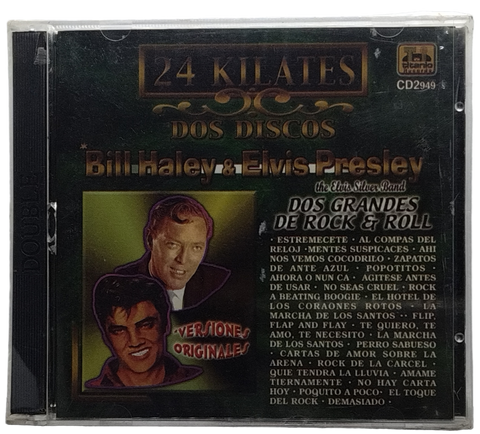 24 KILATES
titanio
CD2949
DOS DISCOS
Bill Haley & Elvis Presley
the Elvis Silver Band
DOS GRANDES
DE ROCK & ROLL
· ESTREMECETE · AL COMPAS DEL
RELOJ · MENTES SUSPICACES · AHI
NOS VEMOS COCODRILO · ZAPATOS
DE ANTE AZUL · POPOTITOS ·
AHORA O NUNCA · AGITESE ANTES
DE USAR · NO SEAS CRUEL · ROCK
A BEATING BOOGIE · EL HOTEL DE
LOS CORAONES ROTOS · LA
MARCHA DE LOS SANTOS · FLIP,
FLAP AND FLAY · TE QUIERO, TE
AMO, TE NECESITO · LA MARCHA
DE LOS SANTOS · PERRO SABUESO
· CARTAS DE AMOR SOBRE LA
ARENA · ROCK DE LA CARCEL ·
QUIE TENDRA LA LLUVIA · AMAME
TIERNAMENTE · NO HAY CARTA
HOY · POQUITO A POCO · EL TOQUE
DEL ROCK · DEMASIADO ·
VERSIONES
ORIGINALES
DOUBLE